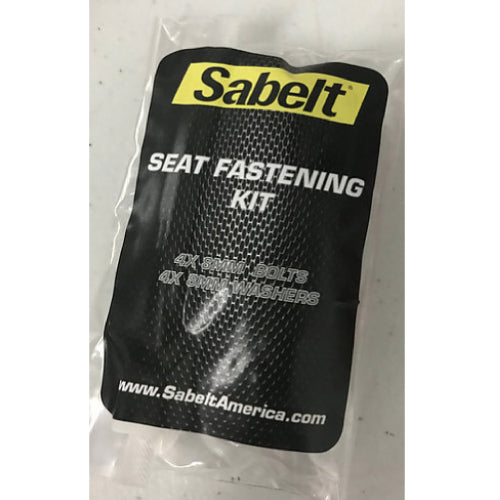 Sabelt®
SEAT FASTENING
KIT
4X 8MM BOLTS
4X 8MM WASHERS
www.SabeltAmerica.com